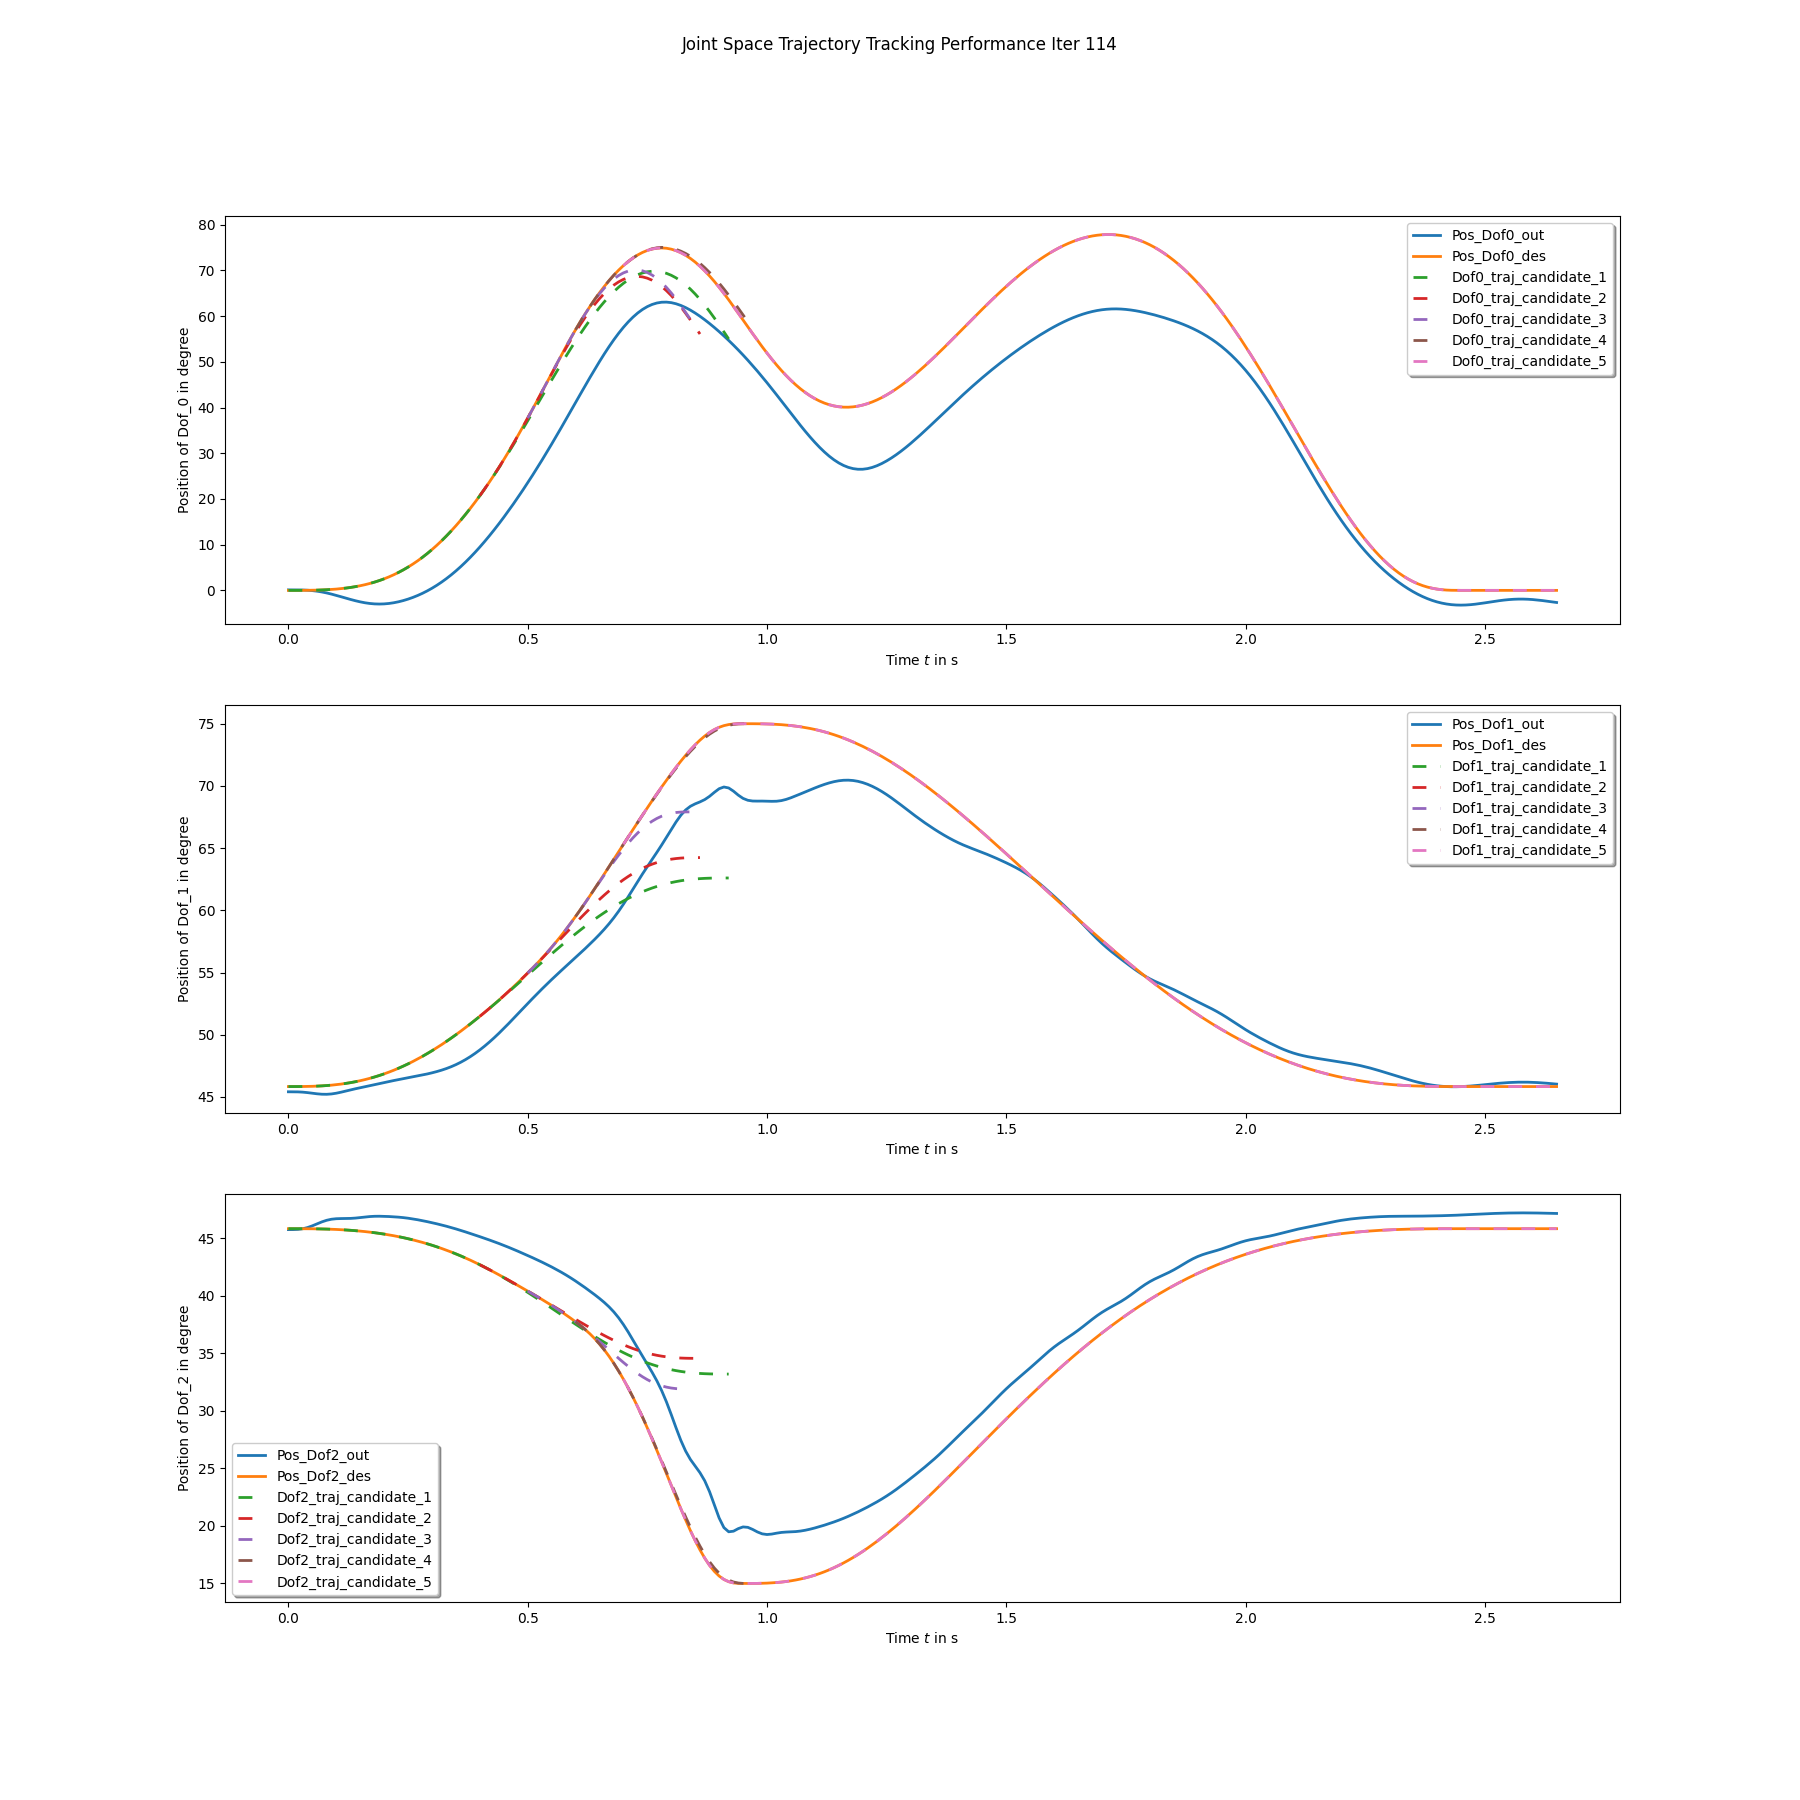 Joint Space Trajectory Tracking Performance Iter 114
Position of Dof_0 in degree
80
70
60
50
40
30
20
10
0
0.0 0.5 1.0 1.5 2.0 2.5
Time t in s
Pos_Dof0_out
Pos_Dof0_des
Dof0_traj_candidate_1
Dof0_traj_candidate_2
Dof0_traj_candidate_3
Dof0_traj_candidate_4
Dof0_traj_candidate_5
Position of Dof_1 in degree
75
70
65
60
55
50
45
0.0 0.5 1.0 1.5 2.0 2.5
Time t in s
Pos_Dof1_out
Pos_Dof1_des
Dof1_traj_candidate_1
Dof1_traj_candidate_2
Dof1_traj_candidate_3
Dof1_traj_candidate_4
Dof1_traj_candidate_5
Position of Dof_2 in degree
45
40
35
30
25
20
15
0.0 0.5 1.0 1.5 2.0 2.5
Time t in s
Pos_Dof2_out
Pos_Dof2_des
Dof2_traj_candidate_1
Dof2_traj_candidate_2
Dof2_traj_candidate_3
Dof2_traj_candidate_4
Dof2_traj_candidate_5